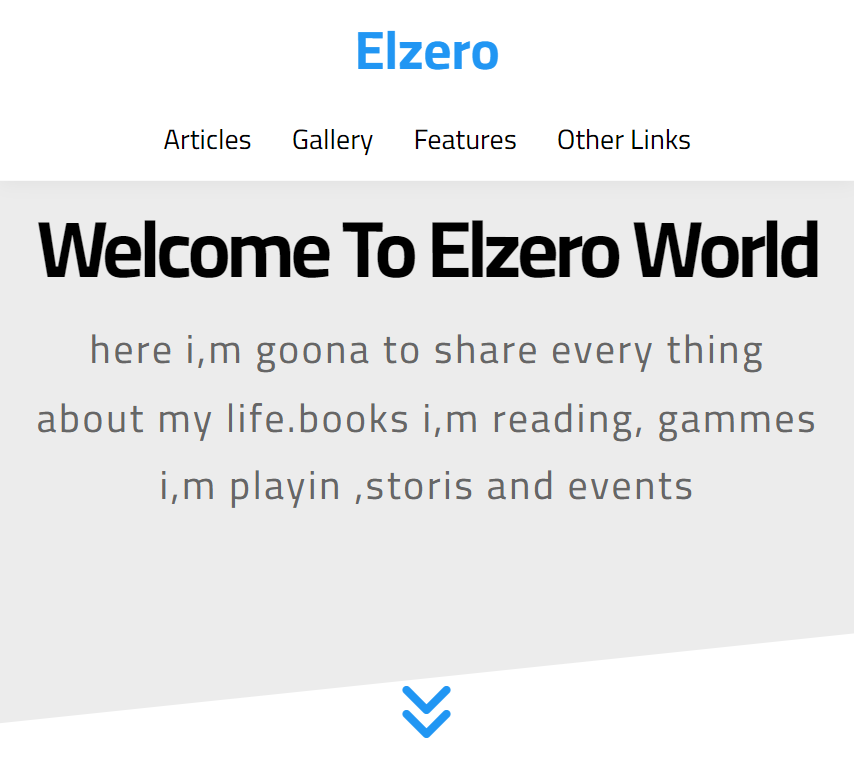 Elzero
Articles Gallery Features Other Links
Welcome To Elzero World
here i,m goona to share every thing
about my life.books i,m reading, gammes
i,m playin ,storis and events